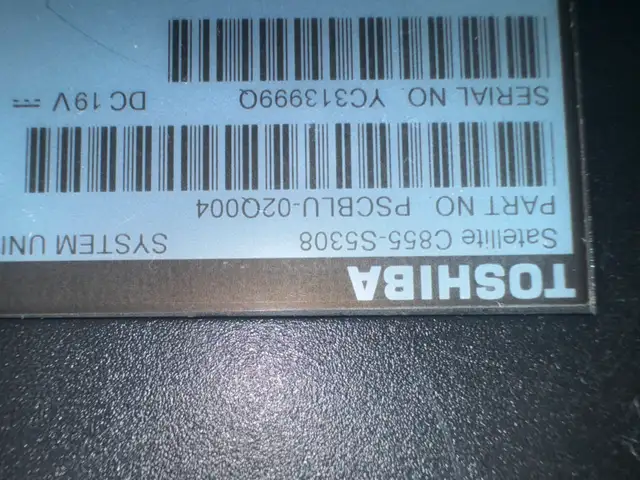 TOSHIBA
Satellite C855-S5308 SYSTEM UNI
PART NO. PSCBLU-02Q004
SERIAL NO. YC313999Q DC 19V